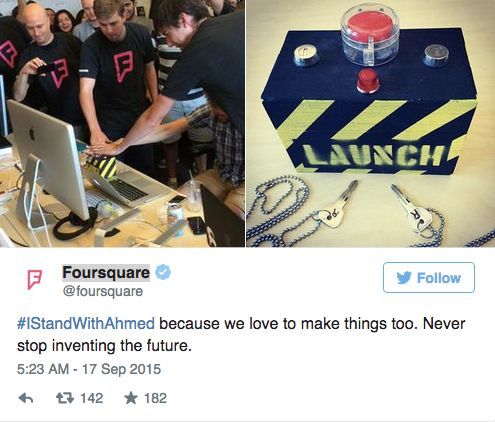 LAUNCH
Foursquare
Follow
@foursquare
#IStandWithAhmed because we love to make things too. Never
stop inventing the future.
5:23 AM - 17 Sep 2015
142 182